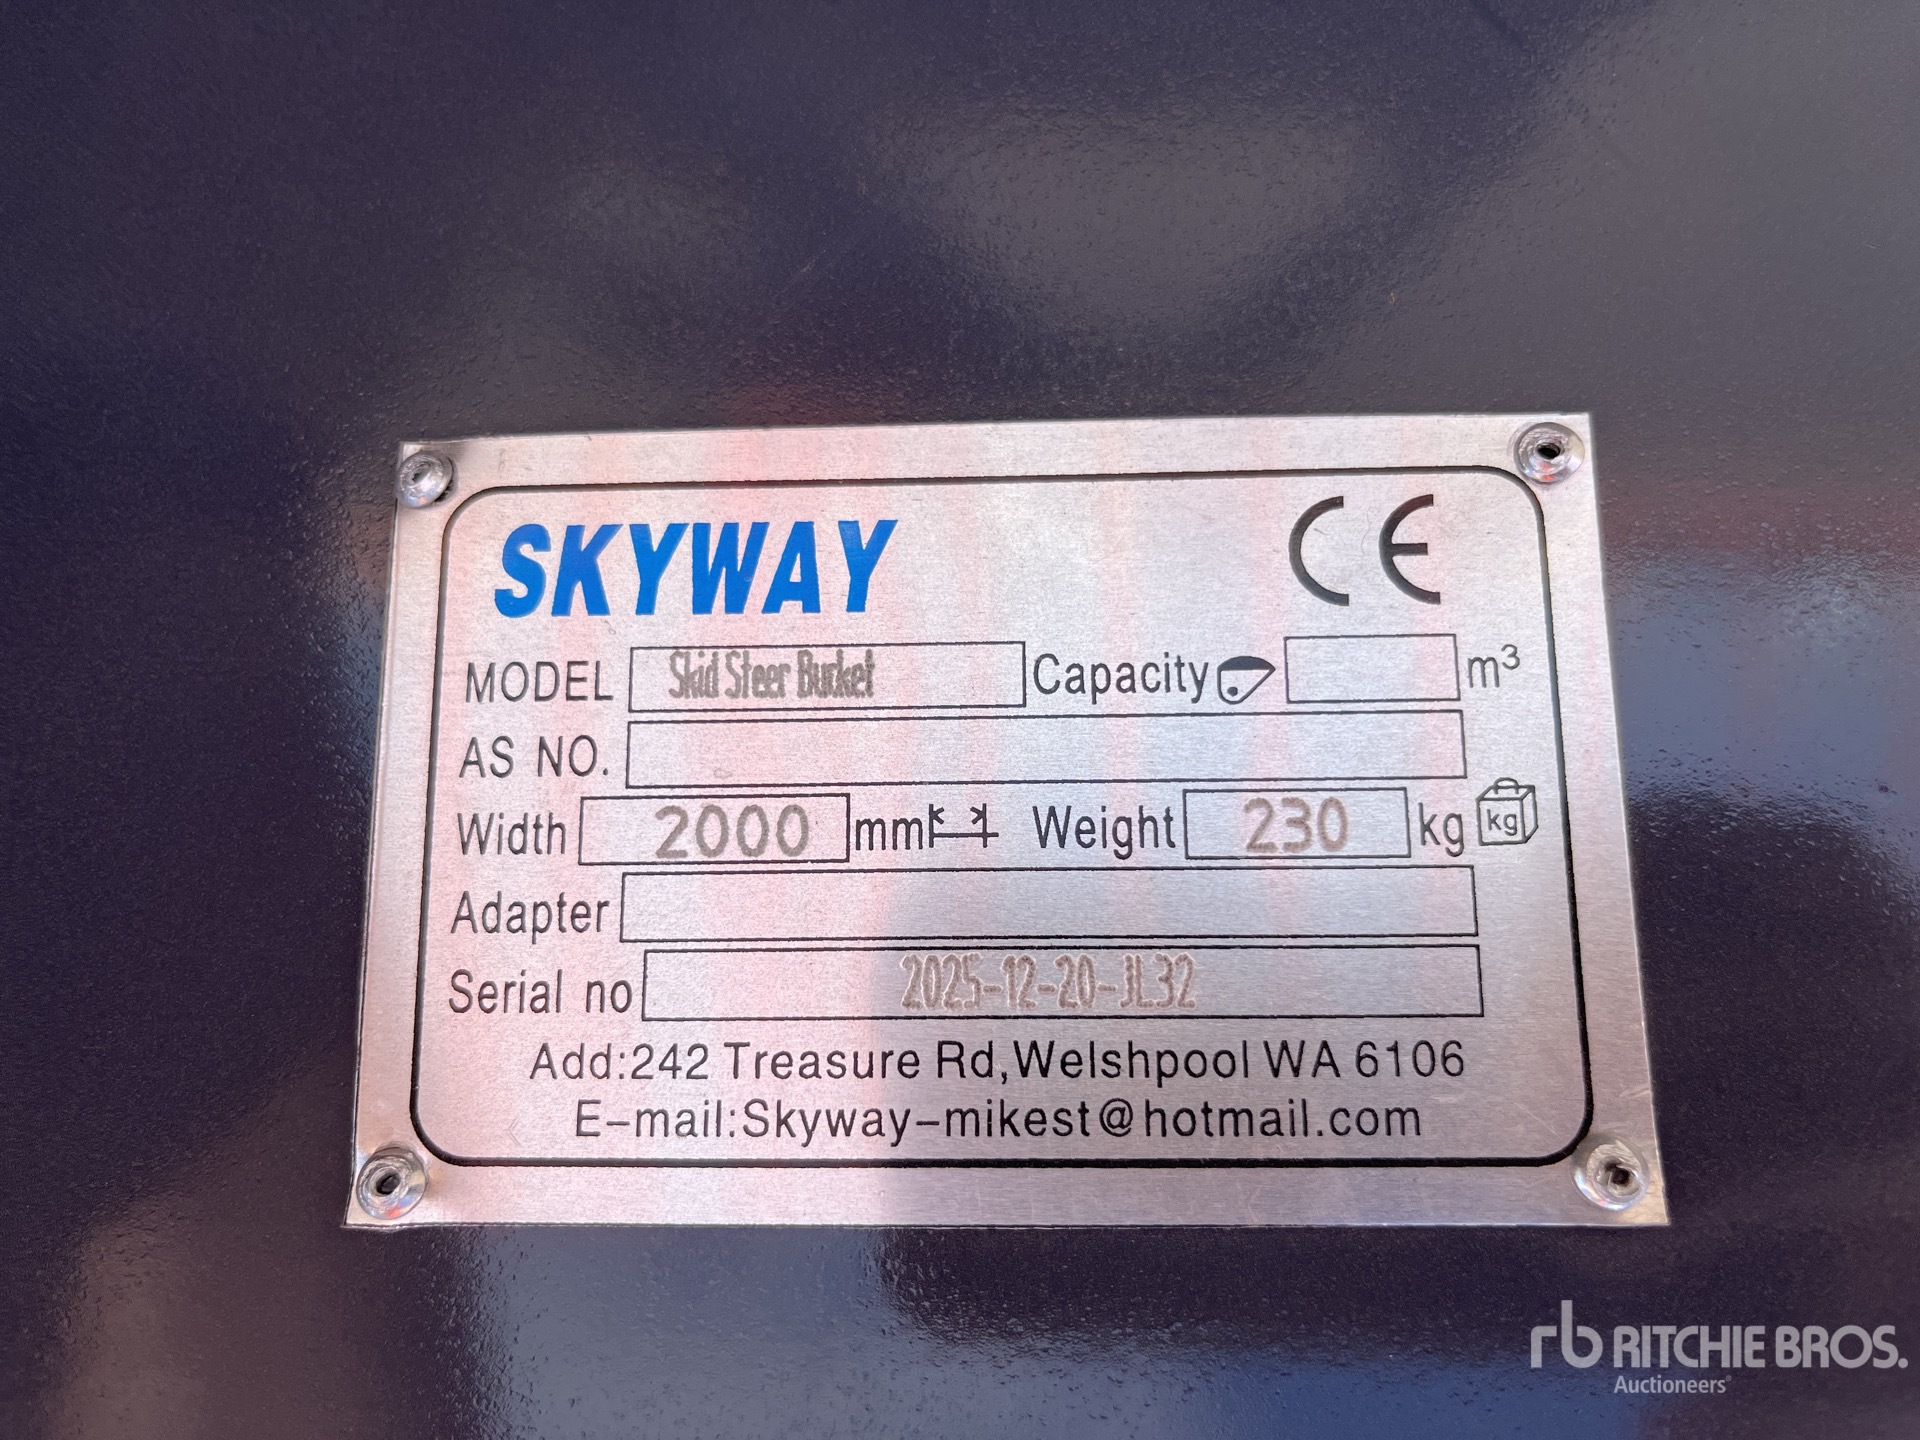 SKYWAY CE
MODEL Skid Steer Bucket Capacity m³
AS NO.
Width 2000 mm Weight 230 kg kg
Adapter
Serial no 2025-12-20-JL32
Add:242 Treasure Rd,Welshpool WA 6106
E-mail:Skyway-mikest@hotmail.com
rb RITCHIE BROS.
Auctioneers